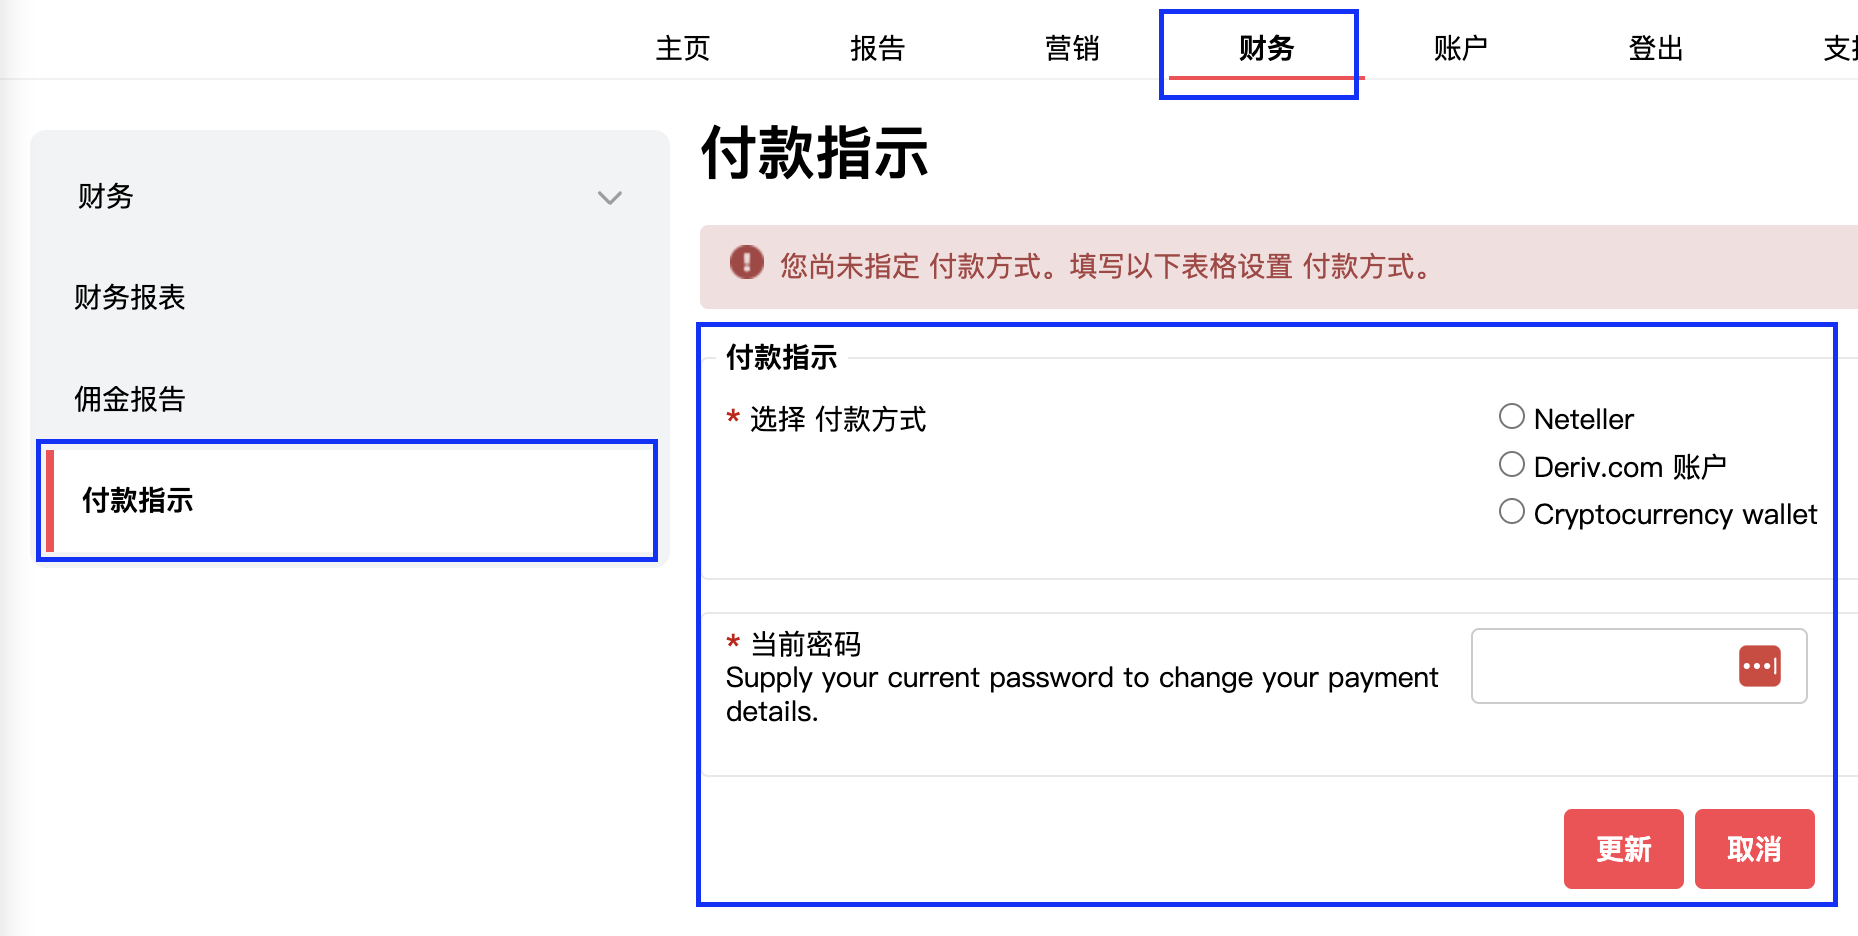 主页 报告 营销 财务 账户 登出
付款指示
财务
财务报表
佣金报告
付款指示
您尚未指定 付款方式。填写以下表格设置 付款方式。
付款指示
* 选择 付款方式
Neteller
Deriv.com 账户
Cryptocurrency wallet
* 当前密码
Supply your current password to change your payment
details.
更新 取消